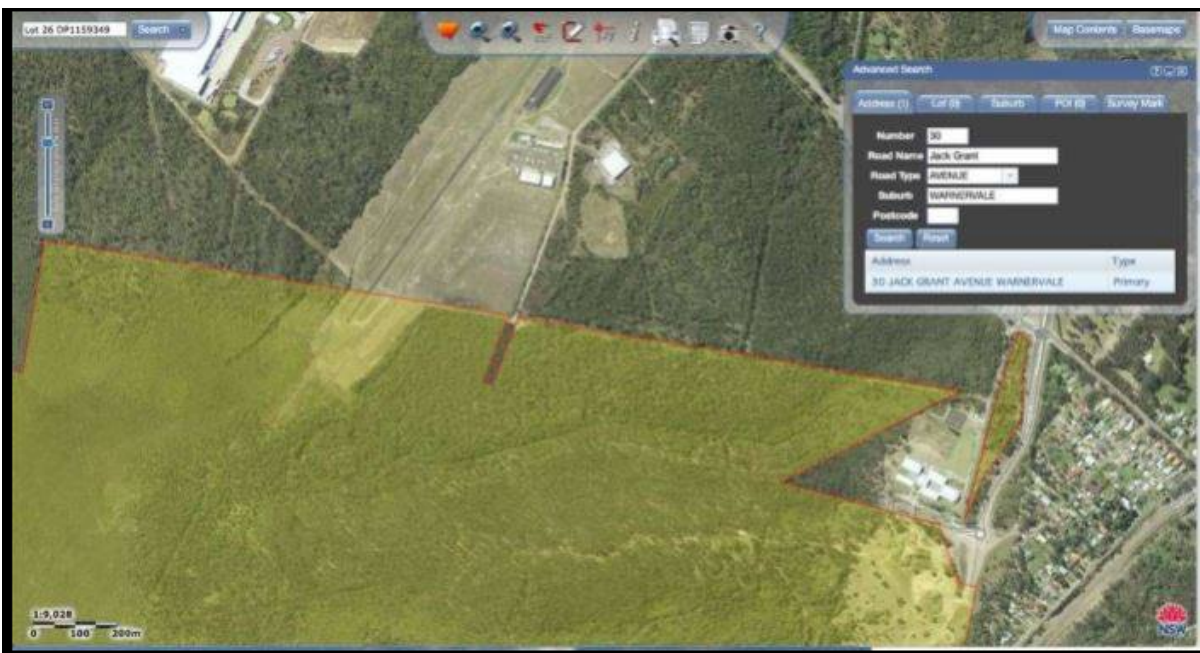 Lot 26 DP1159349
Search
Map Contents
Basemaps
Advanced Search
Address (1)
Lot (0)
Suburb
POI (0)
Survey Mark
Number 30
Road Name Jack Grant
Road Type AVENUE
Suburb WARNERVALE
Postcode
Search Reset
Address Type
30 JACK GRANT AVENUE WARNERVALE Primary
1:9,028
0 100 200m
NSW